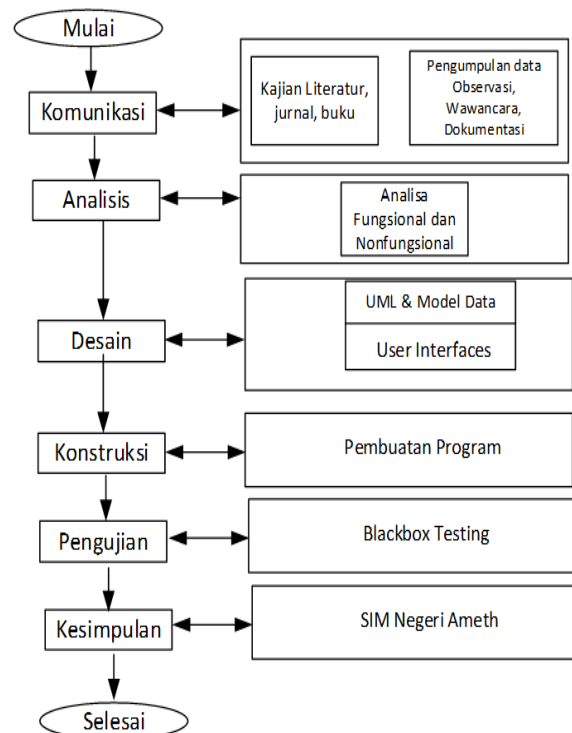 Mulai
Komunikasi
Kajian Literatur,
jurnal, buku
Pengumpulan data
Observasi,
Wawancara,
Dokumentasi
Analisis
Analisa
Fungsional dan
Nonfungsional
Desain
UML & Model Data
User Interfaces
Konstruksi
Pembuatan Program
Pengujian
Blackbox Testing
Kesimpulan
SIM Negeri Ameth
Selesai